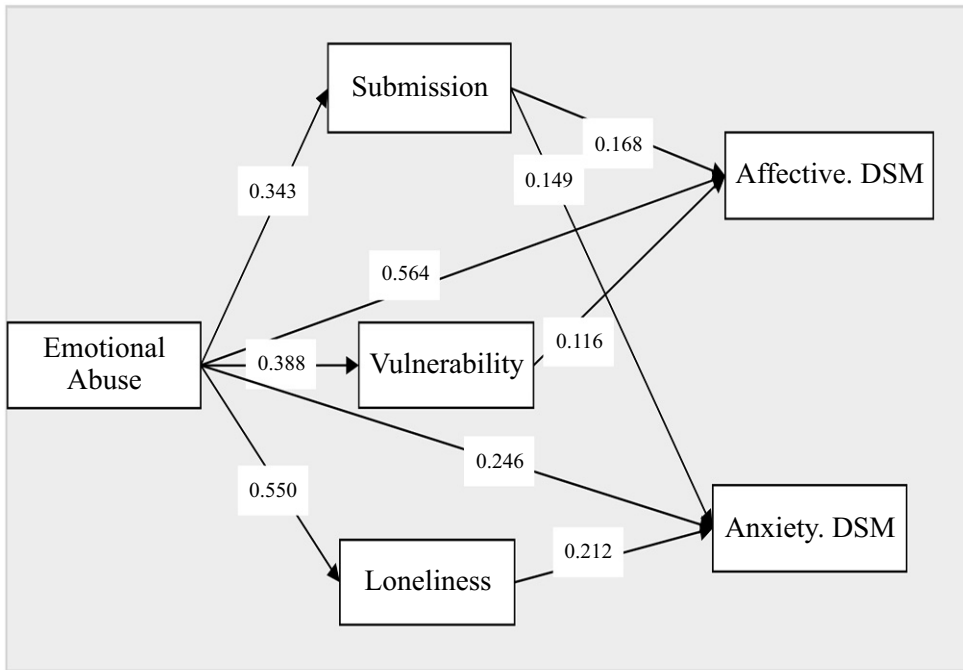 Submission
0.168
Affective. DSM
0.149
0.343
0.564
Emotional
Abuse
0.388
Vulnerability
0.116
0.246
0.550
Anxiety. DSM
0.212
Loneliness